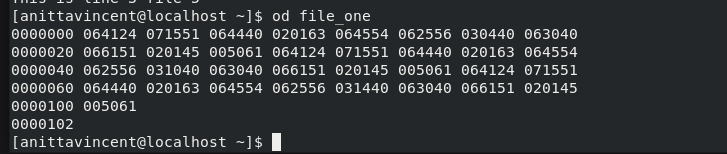 [anittavincent@localhost ~]$ od file_one
0000000 064124 071551 064440 020163 064554 062556 030440 063040
0000020 066151 020145 005061 064124 071551 064440 020163 064554
0000040 062556 031040 063040 066151 020145 005061 064124 071551
0000060 064440 020163 064554 062556 031440 063040 066151 020145
0000100 005061
0000102
[anittavincent@localhost ~]$